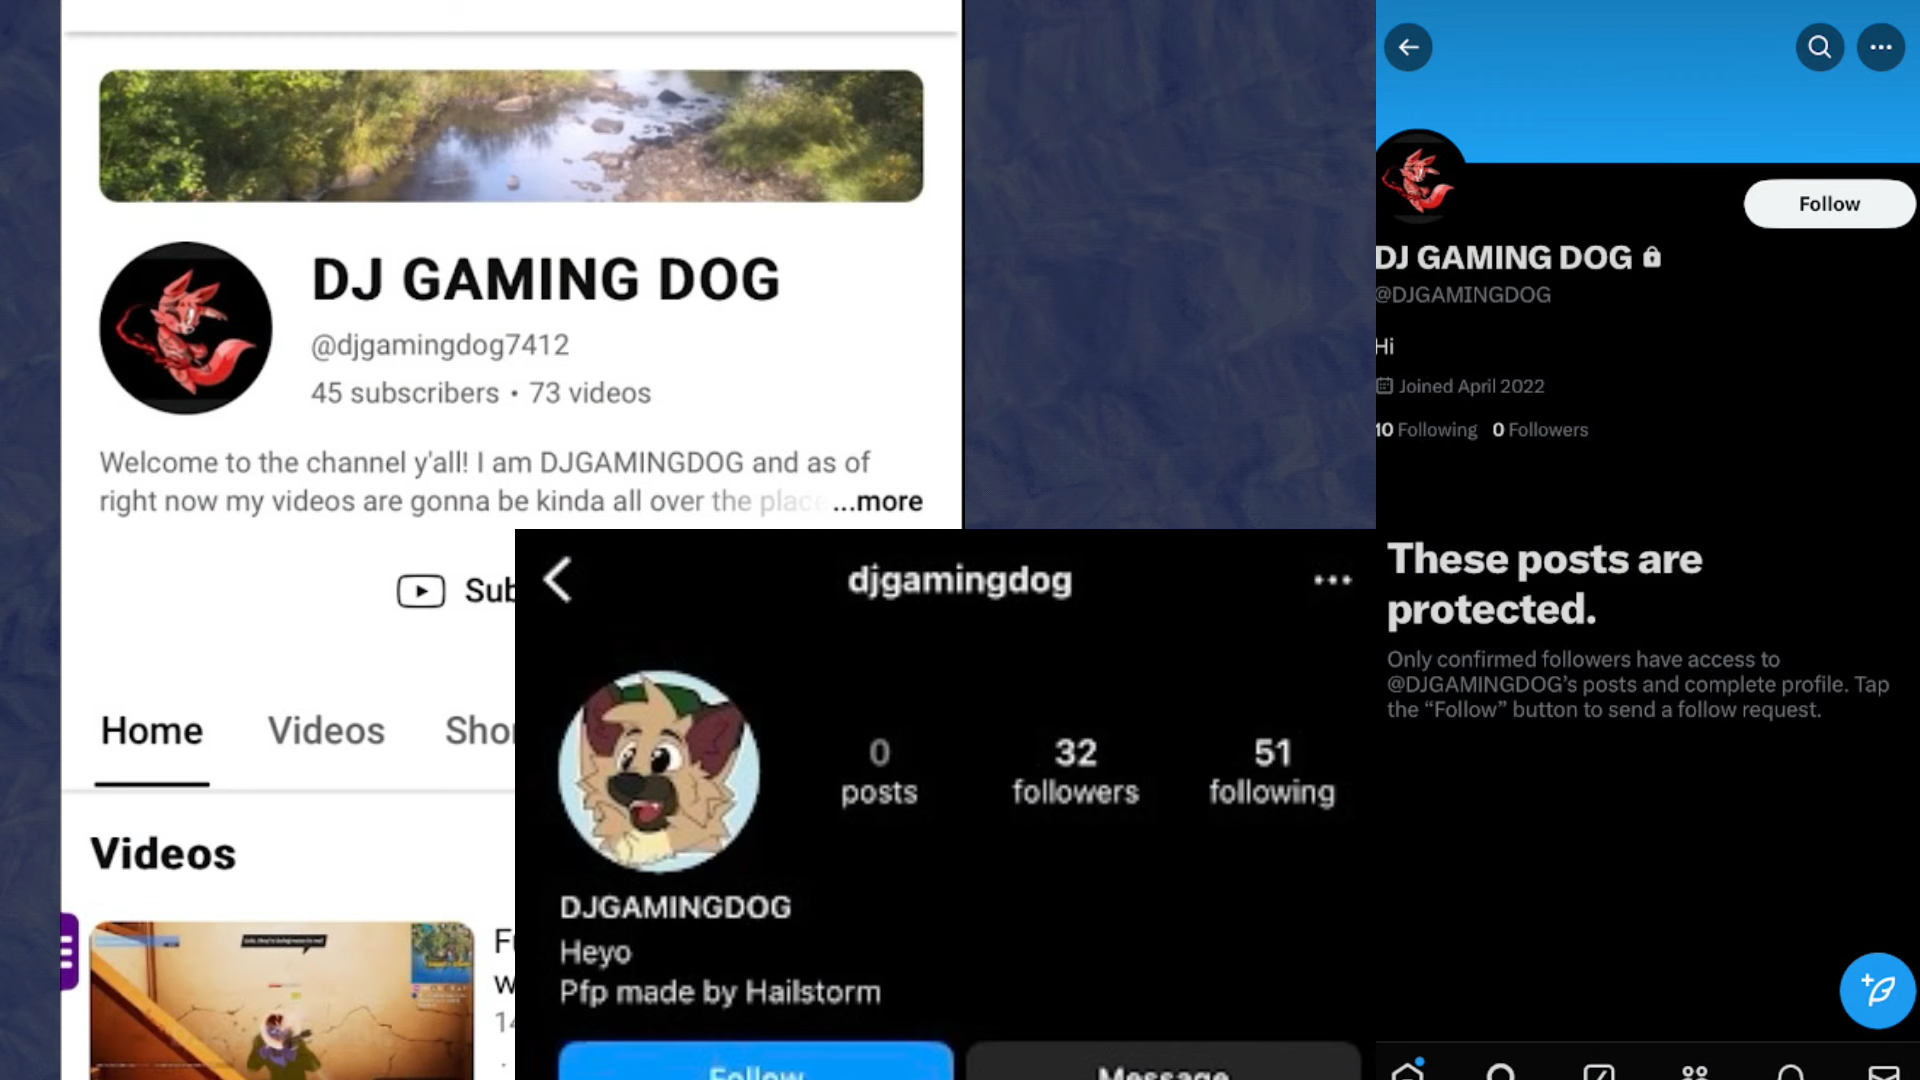 DJ GAMING DOG
@djgamingdog7412
45 subscribers • 73 videos
Welcome to the channel y'all! I am DJGAMINGDOG and as of
right now my videos are gonna be kinda all over the place ...more
Sub
Home Videos Shor
Videos
djgamingdog
0 posts
32 followers
51 following
DJGAMINGDOG
Heyo
Pfp made by Hailstorm
Follow Message
Follow
DJ GAMING DOG
@DJGAMINGDOG
Hi
Joined April 2022
10 Following 0 Followers
These posts are
protected.
Only confirmed followers have access to
@DJGAMINGDOG's posts and complete profile. Tap
the “Follow” button to send a follow request.